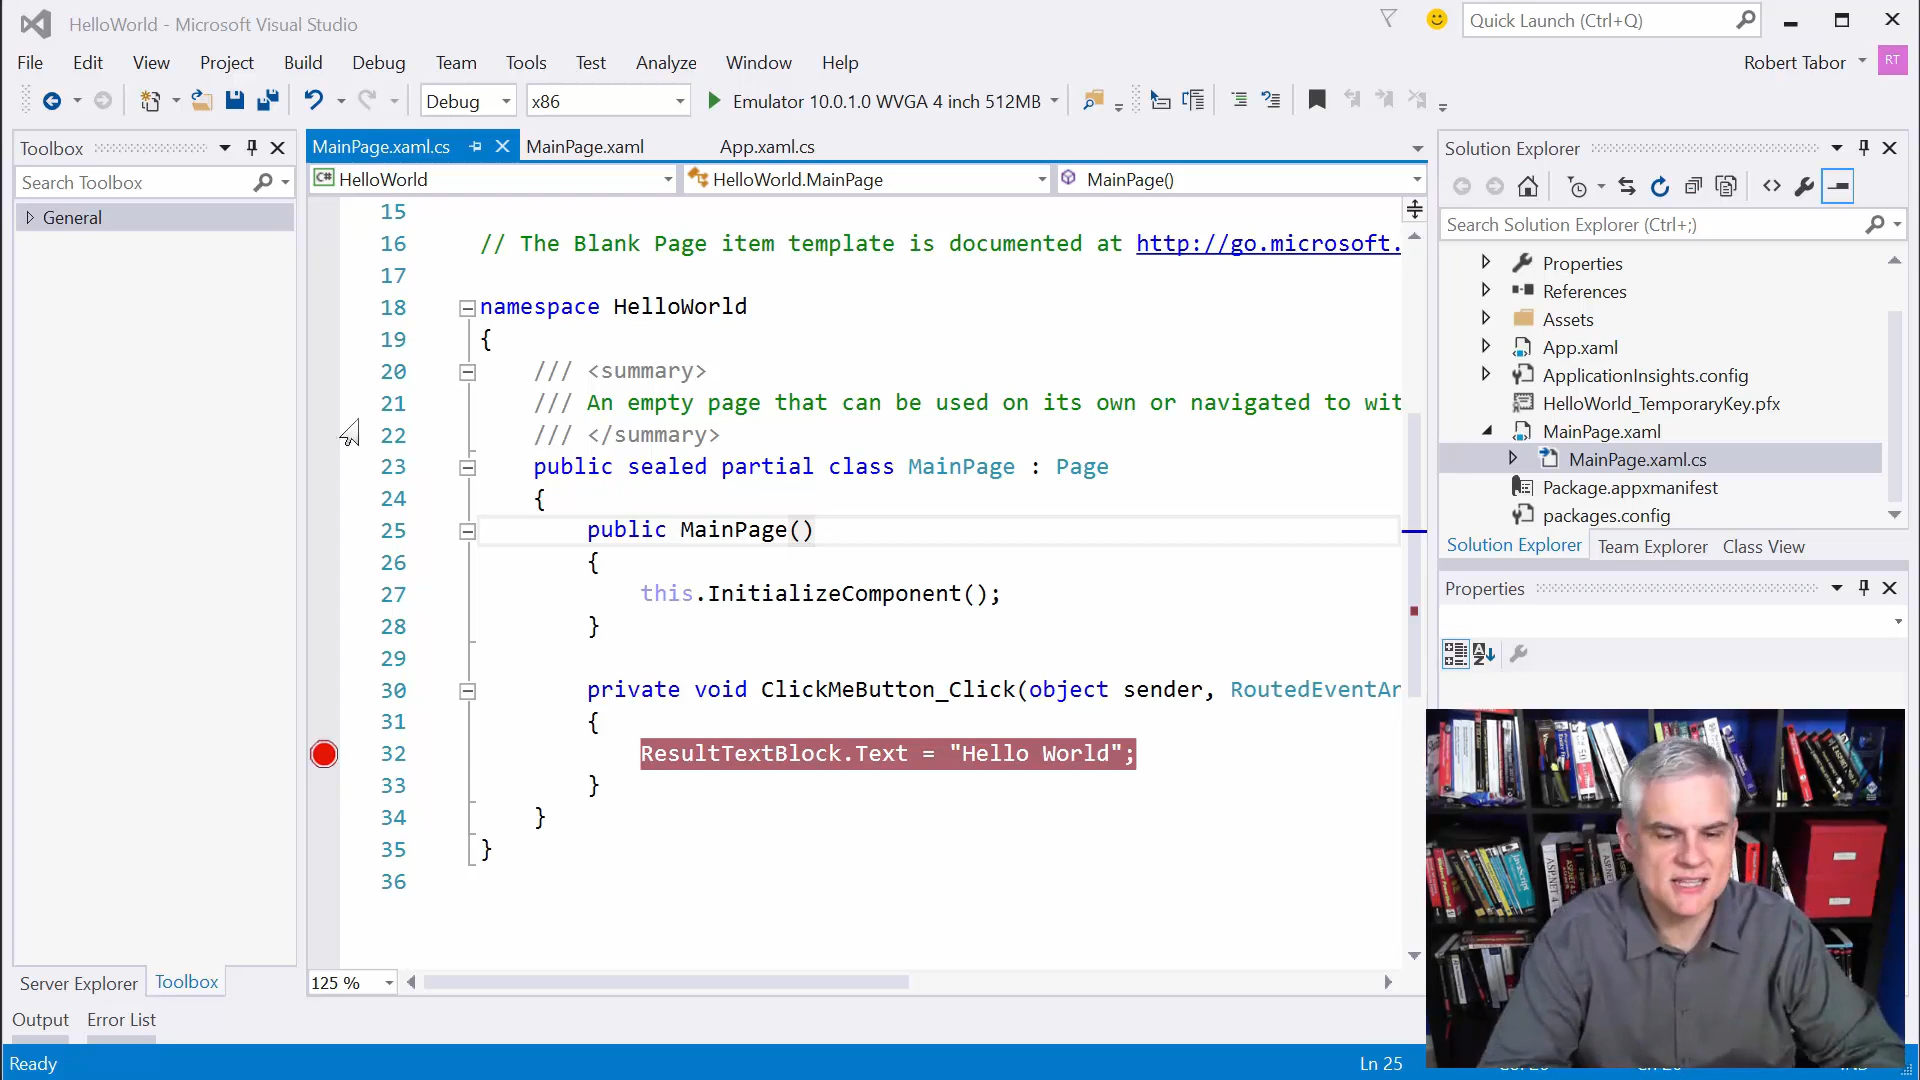 HelloWorld - Microsoft Visual Studio
Quick Launch (Ctrl+Q)
File Edit View Project Build Debug Team Tools Test Analyze Window Help
Robert Tabor RT
Debug x86 Emulator 10.0.1.0 WVGA 4 inch 512MB
Toolbox
Search Toolbox
General
MainPage.xaml.cs MainPage.xaml App.xaml.cs
HelloWorld HelloWorld.MainPage MainPage()
15
16 // The Blank Page item template is documented at http://go.microsoft.
17
18 namespace HelloWorld
19 {
20 /// <summary>
21 /// An empty page that can be used on its own or navigated to wit
22 /// </summary>
23 public sealed partial class MainPage : Page
24 {
25 public MainPage()
26 {
27 this.InitializeComponent();
28 }
29
30 private void ClickMeButton_Click(object sender, RoutedEventAr
31 {
32 ResultTextBlock.Text = "Hello World";
33 }
34 }
35 }
36
125 %
Solution Explorer
Search Solution Explorer (Ctrl+;)
Properties
References
Assets
App.xaml
ApplicationInsights.config
HelloWorld_TemporaryKey.pfx
MainPage.xaml
MainPage.xaml.cs
Package.appxmanifest
packages.config
Solution Explorer Team Explorer Class View
Properties
Server Explorer Toolbox
Output Error List
Ready
Ln 25